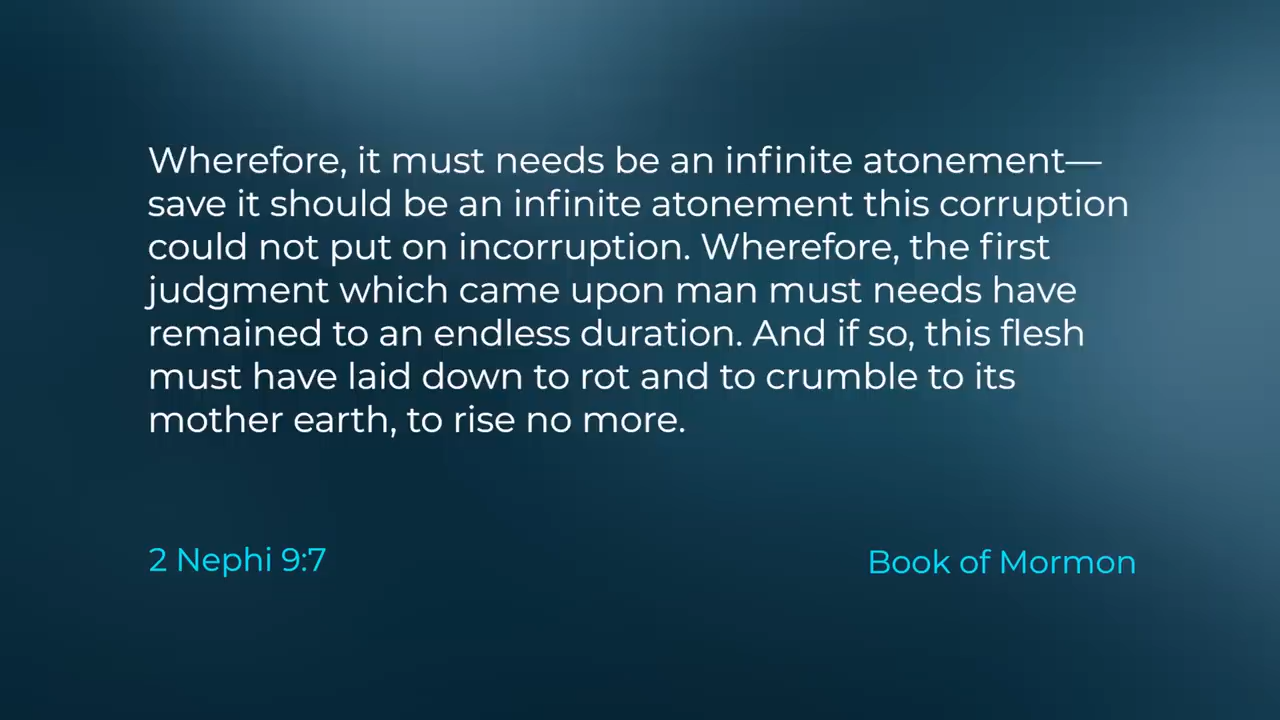 Wherefore, it must needs be an infinite atonement—
save it should be an infinite atonement this corruption
could not put on incorruption. Wherefore, the first
judgment which came upon man must needs have
remained to an endless duration. And if so, this flesh
must have laid down to rot and to crumble to its
mother earth, to rise no more.
2 Nephi 9:7
Book of Mormon